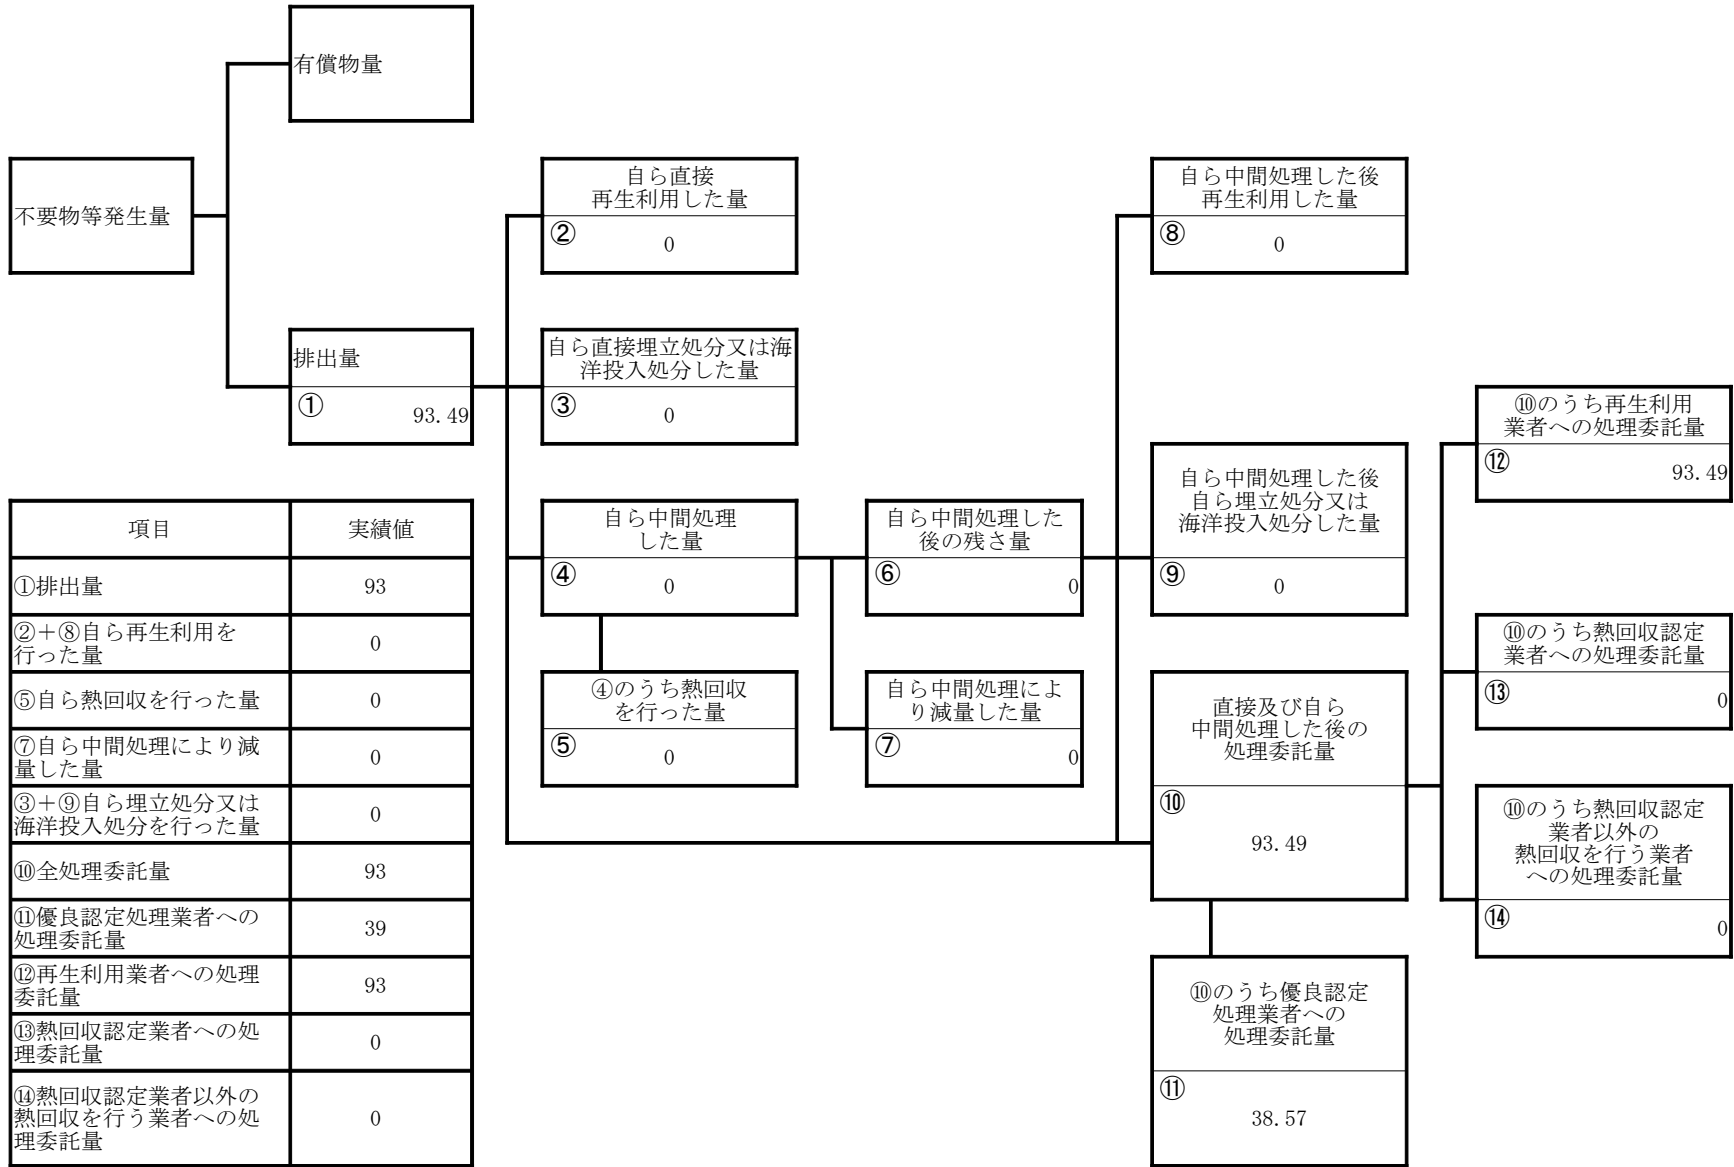 有償物量
不要物等発生量
排出量
①
93.49
自ら直接
再生利用した量
②
0
自ら直接埋立処分又は海
洋投入処分した量
③
0
自ら中間処理
した量
④
0
④のうち熱回収
を行った量
⑤
0
自ら中間処理した
後の残さ量
⑥
0
自ら中間処理によ
り減量した量
⑦
0
自ら中間処理した後
再生利用した量
⑧
0
自ら中間処理した後
自ら埋立処分又は
海洋投入処分した量
⑨
0
直接及び自ら
中間処理した後の
処理委託量
⑩
93.49
⑩のうち優良認定
処理業者への
処理委託量
⑪
38.57
⑩のうち再生利用
業者への処理委託量
⑫
93.49
⑩のうち熱回収認定
業者への処理委託量
⑬
0
⑩のうち熱回収認定
業者以外の
熱回収を行う業者
への処理委託量
⑭
0
項目 実績値
①排出量 93
②+⑧自ら再生利用を
行った量 0
⑤自ら熱回収を行った量 0
⑦自ら中間処理により減
量した量 0
③+⑨自ら埋立処分又は
海洋投入処分を行った量 0
⑩全処理委託量 93
⑪優良認定処理業者への
処理委託量 39
⑫再生利用業者への処理
委託量 93
⑬熱回収認定業者への処
理委託量 0
⑭熱回収認定業者以外の
熱回収を行う業者への処
理委託量 0